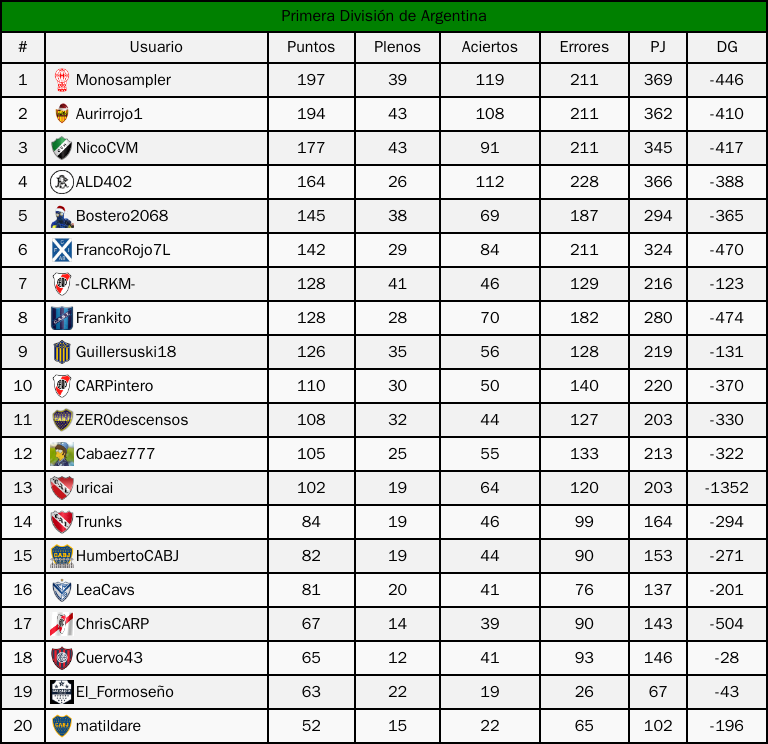 Primera División de Argentina
# Usuario Puntos Plenos Aciertos Errores PJ DG
1 Monosampler 197 39 119 211 369 -446
2 Aurirrojo1 194 43 108 211 362 -410
3 NicoCVM 177 43 91 211 345 -417
4 ALD402 164 26 112 228 366 -388
5 Bostero2068 145 38 69 187 294 -365
6 FrancoRojo7L 142 29 84 211 324 -470
7 -CLRKM- 128 41 46 129 216 -123
8 Frankito 128 28 70 182 280 -474
9 Guillersuski18 126 35 56 128 219 -131
10 CARPintero 110 30 50 140 220 -370
11 ZER0descensos 108 32 44 127 203 -330
12 Cabaez777 105 25 55 133 213 -322
13 uricai 102 19 64 120 203 -1352
14 Trunks 84 19 46 99 164 -294
15 HumbertoCABJ 82 19 44 90 153 -271
16 LeaCavs 81 20 41 76 137 -201
17 ChrisCARP 67 14 39 90 143 -504
18 Cuervo43 65 12 41 93 146 -28
19 El_Formoseño 63 22 19 26 67 -43
20 matildare 52 15 22 65 102 -196